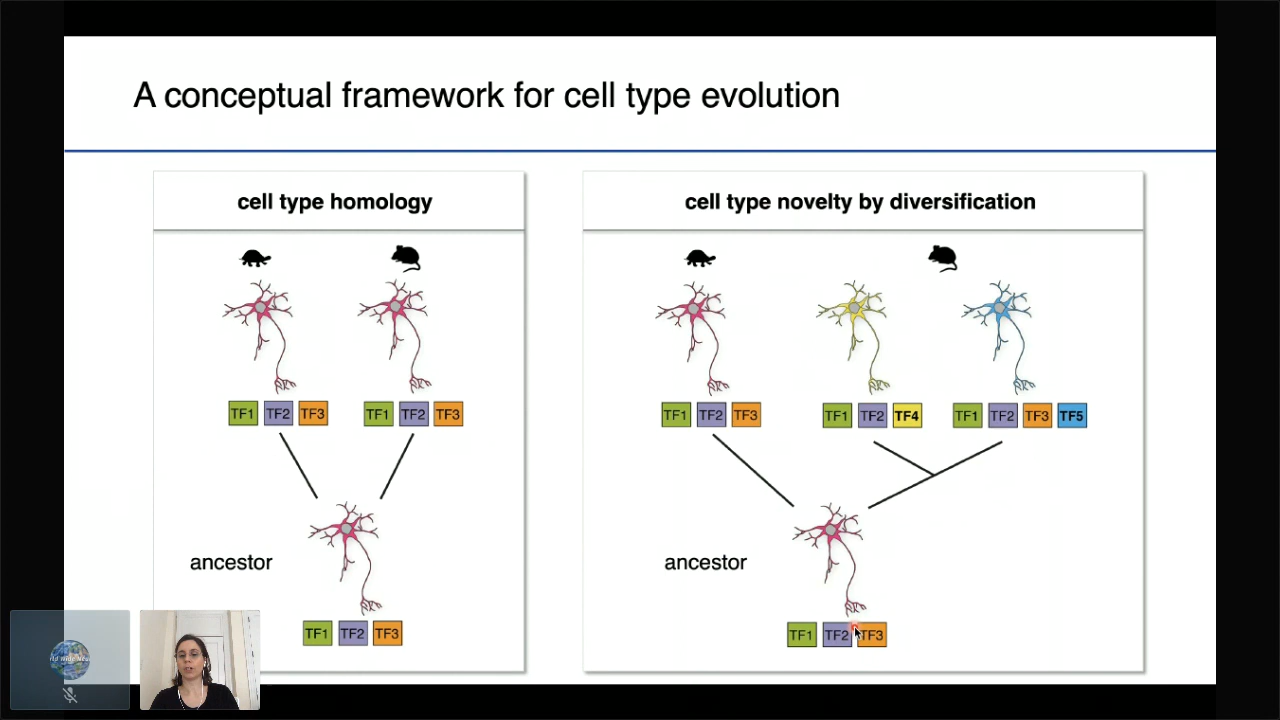 A conceptual framework for cell type evolution
cell type homology
TF1 TF2 TF3 TF1 TF2 TF3
ancestor
TF1 TF2 TF3
cell type novelty by diversification
TF1 TF2 TF3 TF1 TF2 TF4 TF1 TF2 TF3 TF5
ancestor
TF1 TF2 TF3